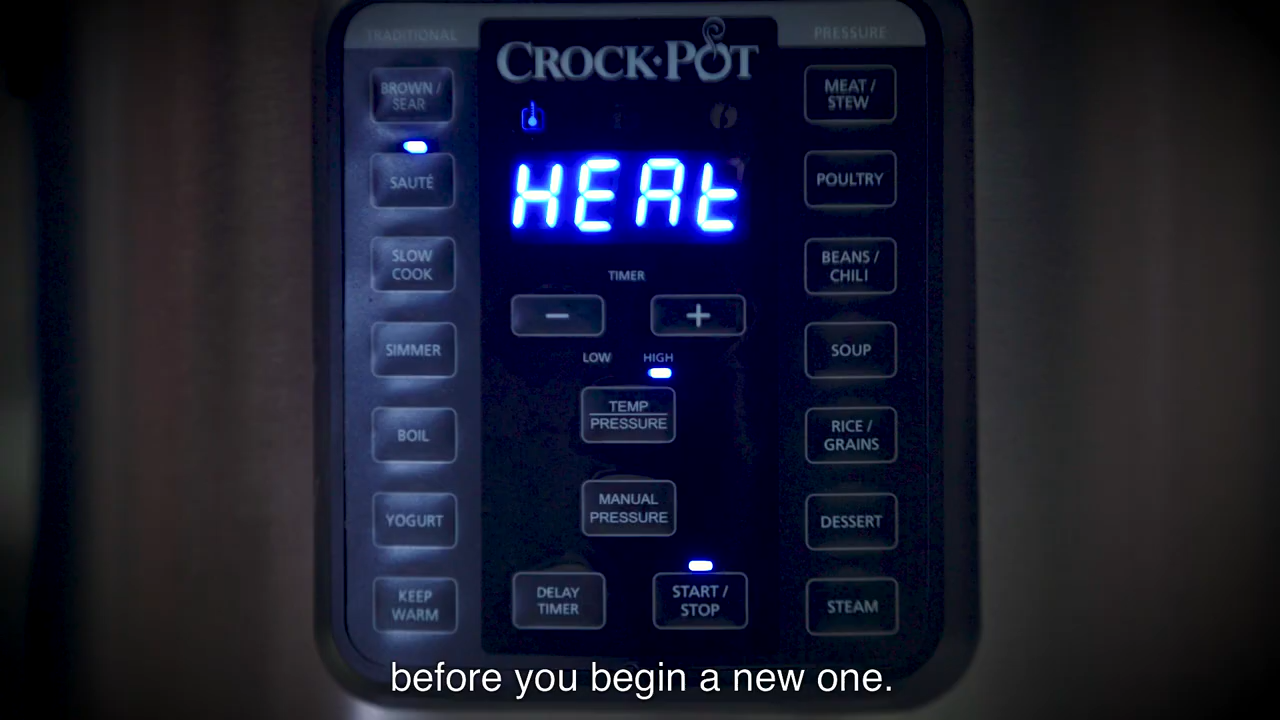 TRADITIONAL
PRESSURE
CROCK·POT
BROWN /
SEAR
SAUTÉ
SLOW
COOK
SIMMER
BOIL
YOGURT
KEEP
WARM
HEAt
TIMER
−
+
LOW
HIGH
TEMP
PRESSURE
MANUAL
PRESSURE
DELAY
TIMER
START /
STOP
MEAT /
STEW
POULTRY
BEANS /
CHILI
SOUP
RICE /
GRAINS
DESSERT
STEAM
before you begin a new one.